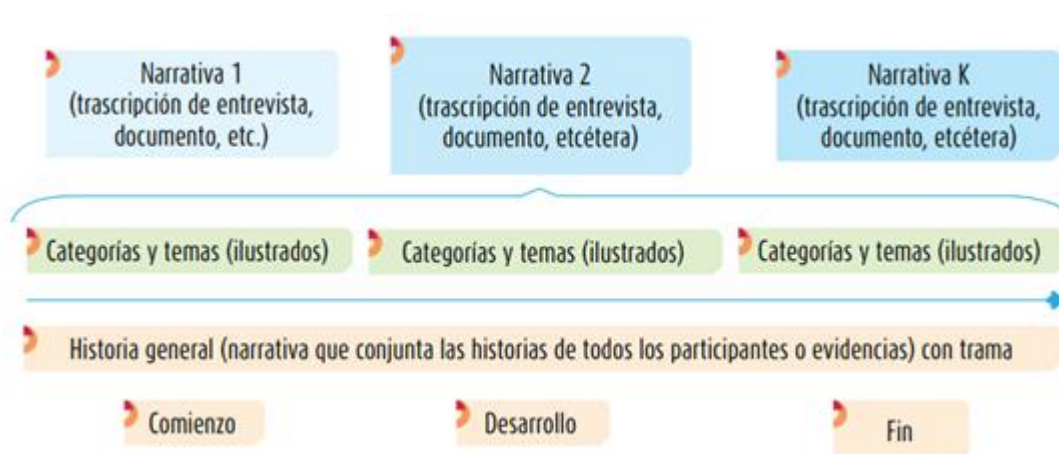 Narrativa 1
(trascripción de entrevista,
documento, etc.)
Narrativa 2
(trascripción de entrevista,
documento, etcétera)
Narrativa K
(trascripción de entrevista,
documento, etcétera)
Categorías y temas (ilustrados)
Categorías y temas (ilustrados)
Categorías y temas (ilustrados)
Historia general (narrativa que conjunta las historias de todos los participantes o evidencias) con trama
Comienzo
Desarrollo
Fin